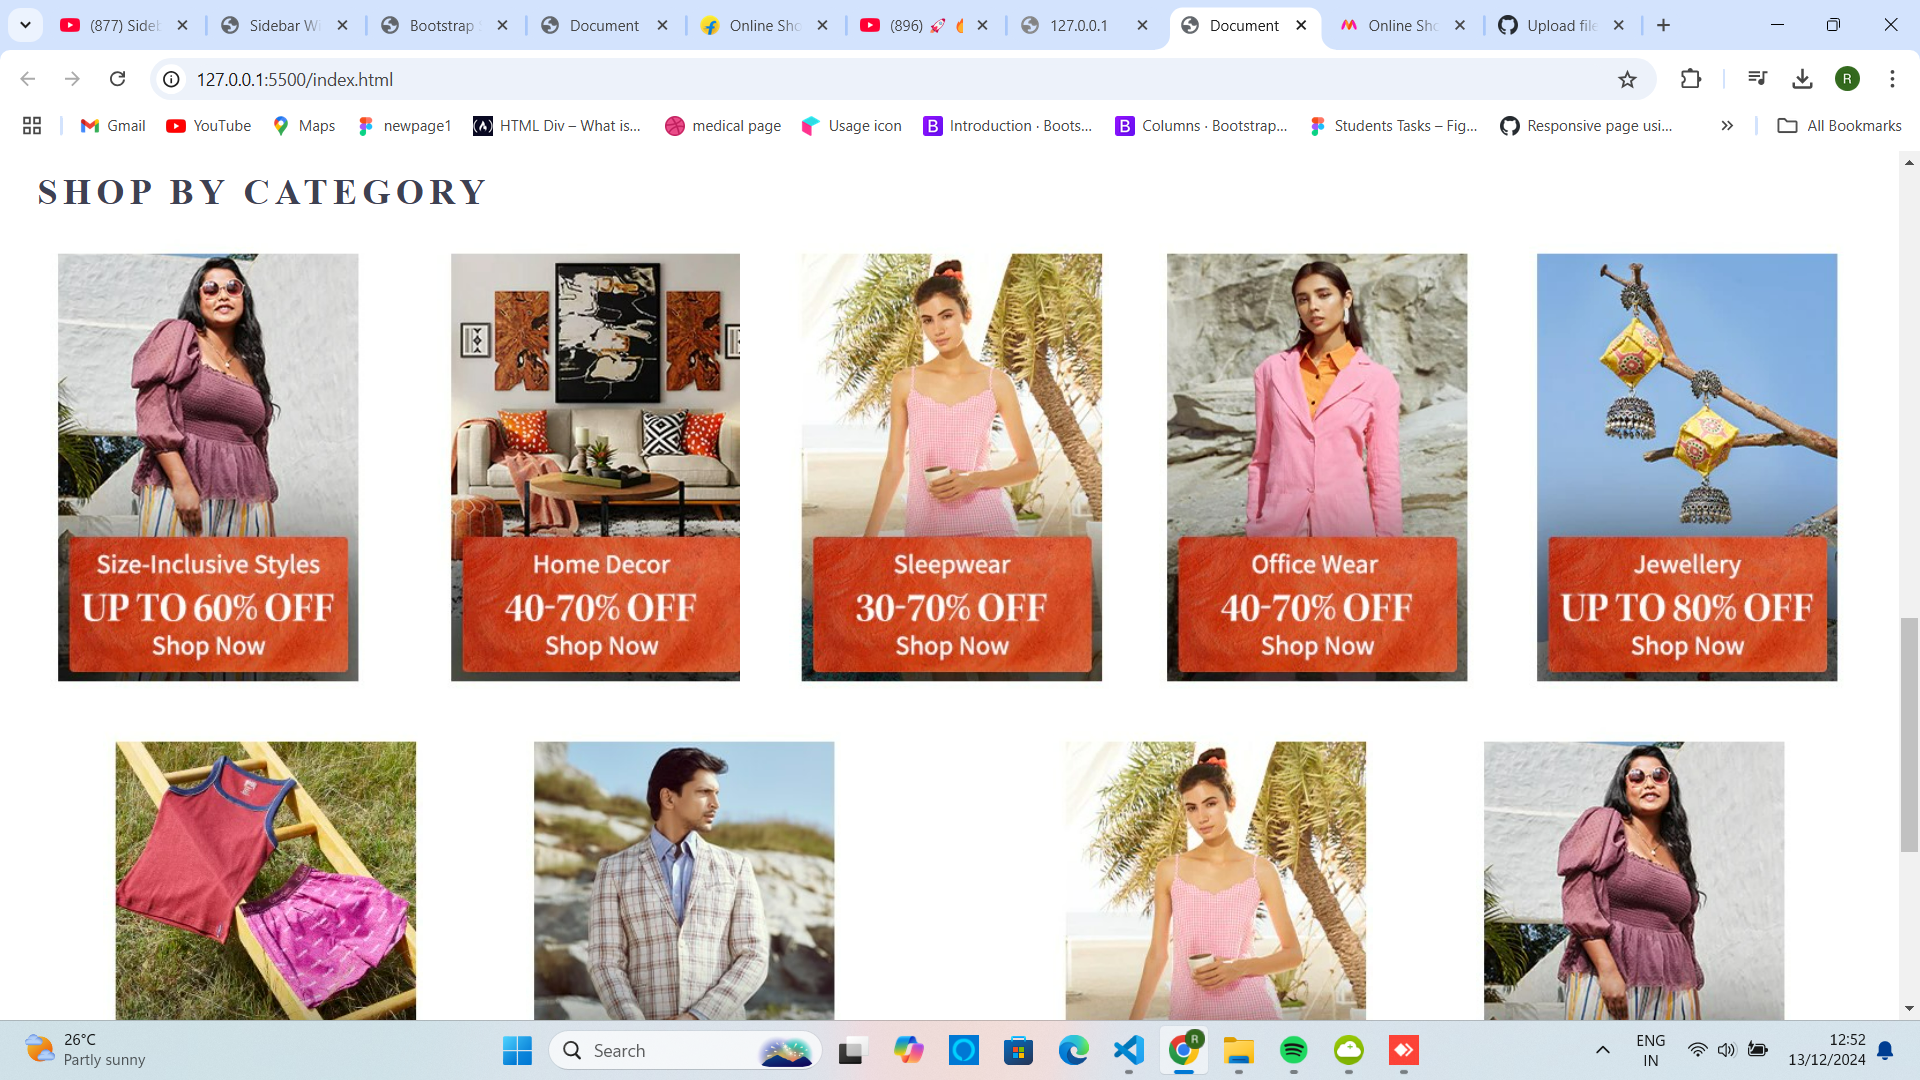 (877) Sideb
Sidebar Wi
Bootstrap S
Document
Online Sho
(896) 🚀 🔥
127.0.0.1
Document
Online Sho
Upload file
127.0.0.1:5500/index.html
R
Gmail
YouTube
Maps
newpage1
HTML Div – What is...
medical page
Usage icon
Introduction · Boots...
Columns · Bootstrap...
Students Tasks – Fig...
Responsive page usi...
All Bookmarks
SHOP BY CATEGORY
Size-Inclusive Styles
UP TO 60% OFF
Shop Now
Home Decor
40-70% OFF
Shop Now
Sleepwear
30-70% OFF
Shop Now
Office Wear
40-70% OFF
Shop Now
Jewellery
UP TO 80% OFF
Shop Now
26°C
Partly sunny
Search
R
ENG
IN
12:52
13/12/2024